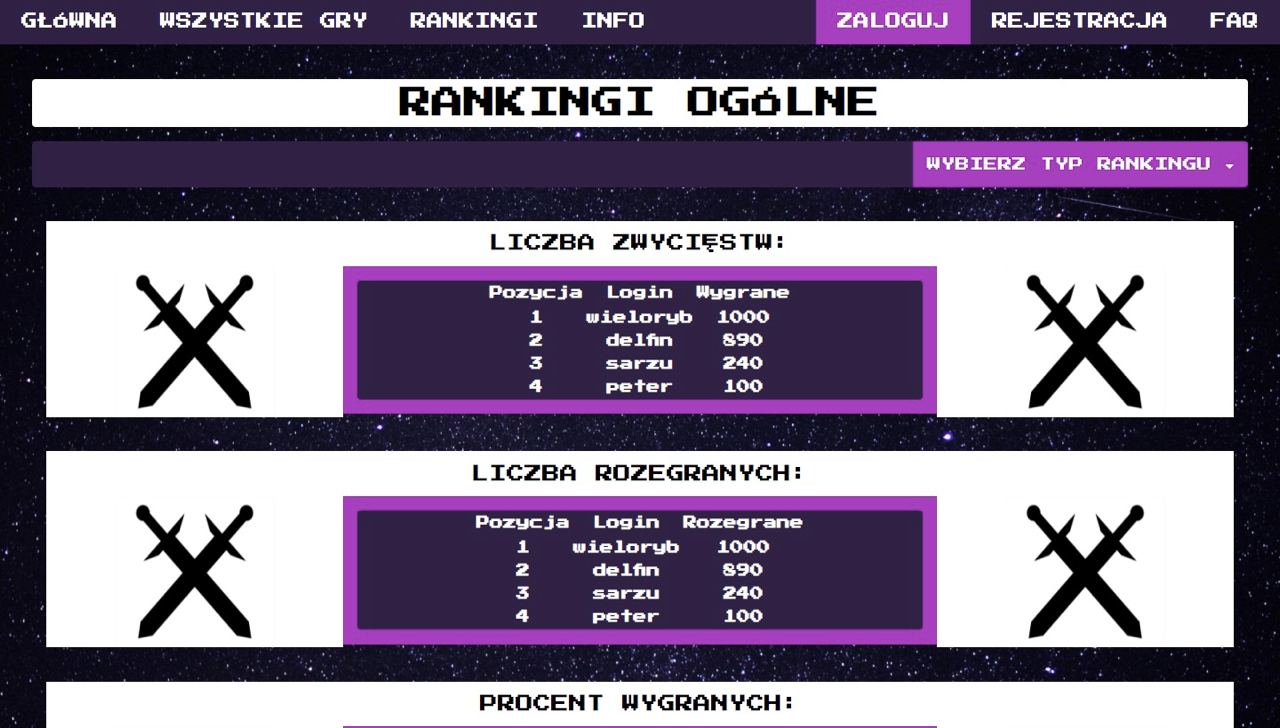 GŁóWNA WSZYSTKIE GRY RANKINGI INFO ZALOGUJ REJESTRACJA FAQ
RANKINGI OGóLNE
WYBIERZ TYP RANKINGU
LICZBA ZWYCIĘSTW:
Pozycja Login Wygrane
1 wieloryb 1000
2 delfin 890
3 sarzu 240
4 peter 100
LICZBA ROZEGRANYCH:
Pozycja Login Rozegrane
1 wieloryb 1000
2 delfin 890
3 sarzu 240
4 peter 100
PROCENT WYGRANYCH: